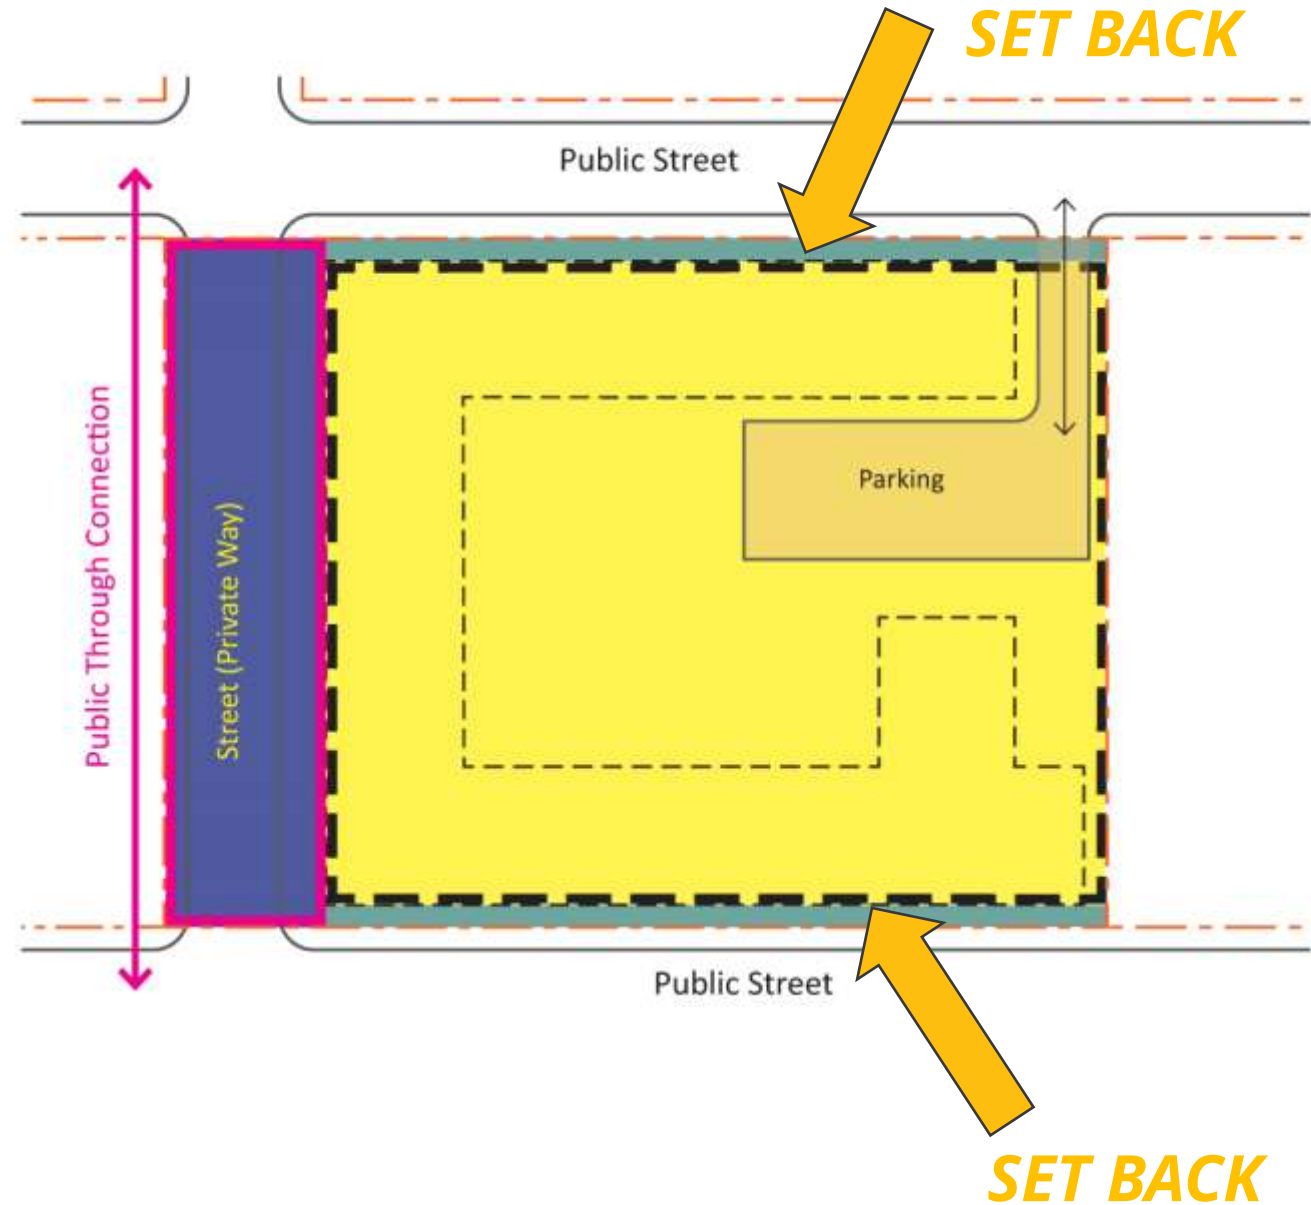 SET BACK
Public Street
Public Through Connection
Street (Private Way)
Parking
Public Street
SET BACK